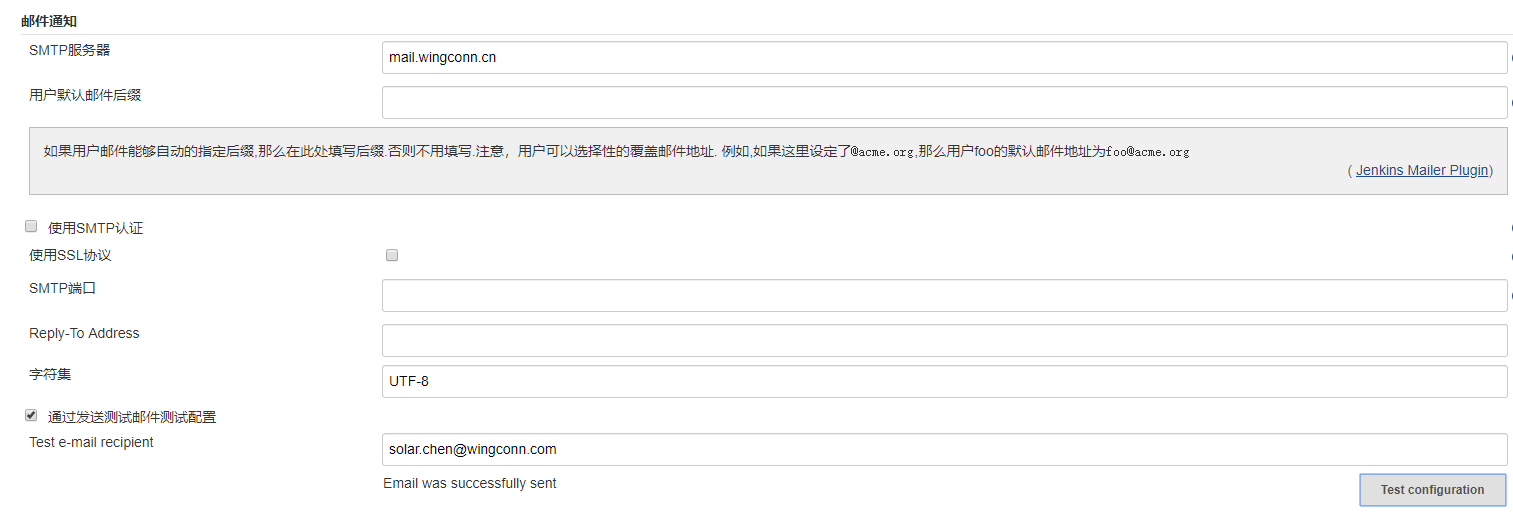 邮件通知
SMTP服务器
mail.wingconn.cn
用户默认邮件后缀
如果用户邮件能够自动的指定后缀,那么在此处填写后缀.否则不用填写.注意，用户可以选择性的覆盖邮件地址. 例如,如果这里设定了@acme.org,那么用户foo的默认邮件地址为foo@acme.org
( Jenkins Mailer Plugin)
使用SMTP认证
使用SSL协议
SMTP端口
Reply-To Address
字符集
UTF-8
通过发送测试邮件测试配置
Test e-mail recipient
solar.chen@wingconn.com
Email was successfully sent
Test configuration